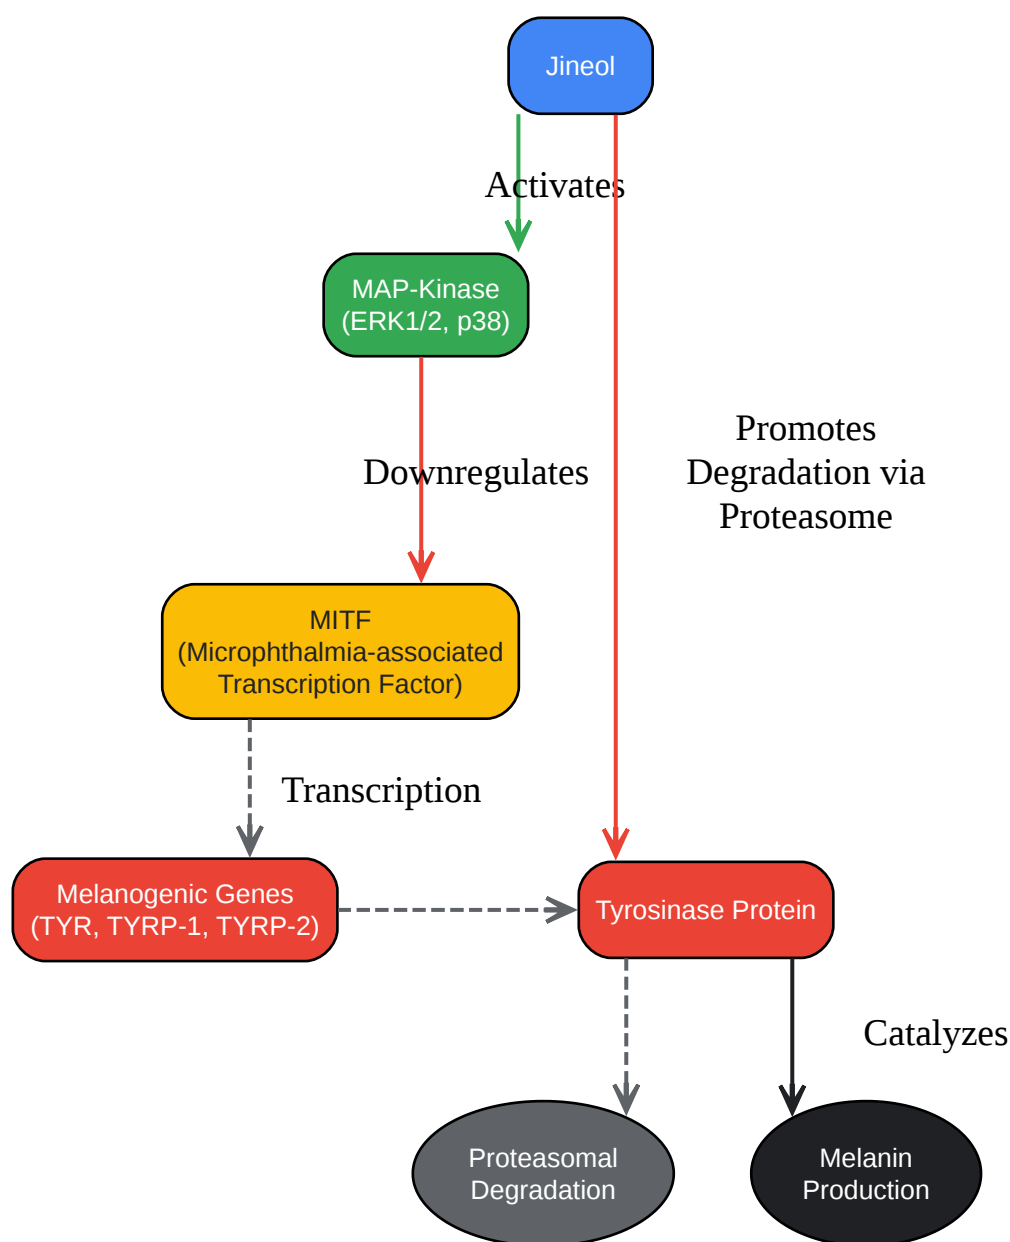 Jineol
Activates
MAP-Kinase
(ERK1/2, p38)
Downregulates
Promotes
Degradation via
Proteasome
MITF
(Microphthalmia-associated
Transcription Factor)
Transcription
Melanogenic Genes
(TYR, TYRP-1, TYRP-2)
Tyrosinase Protein
Catalyzes
Proteasomal
Degradation
Melanin
Production